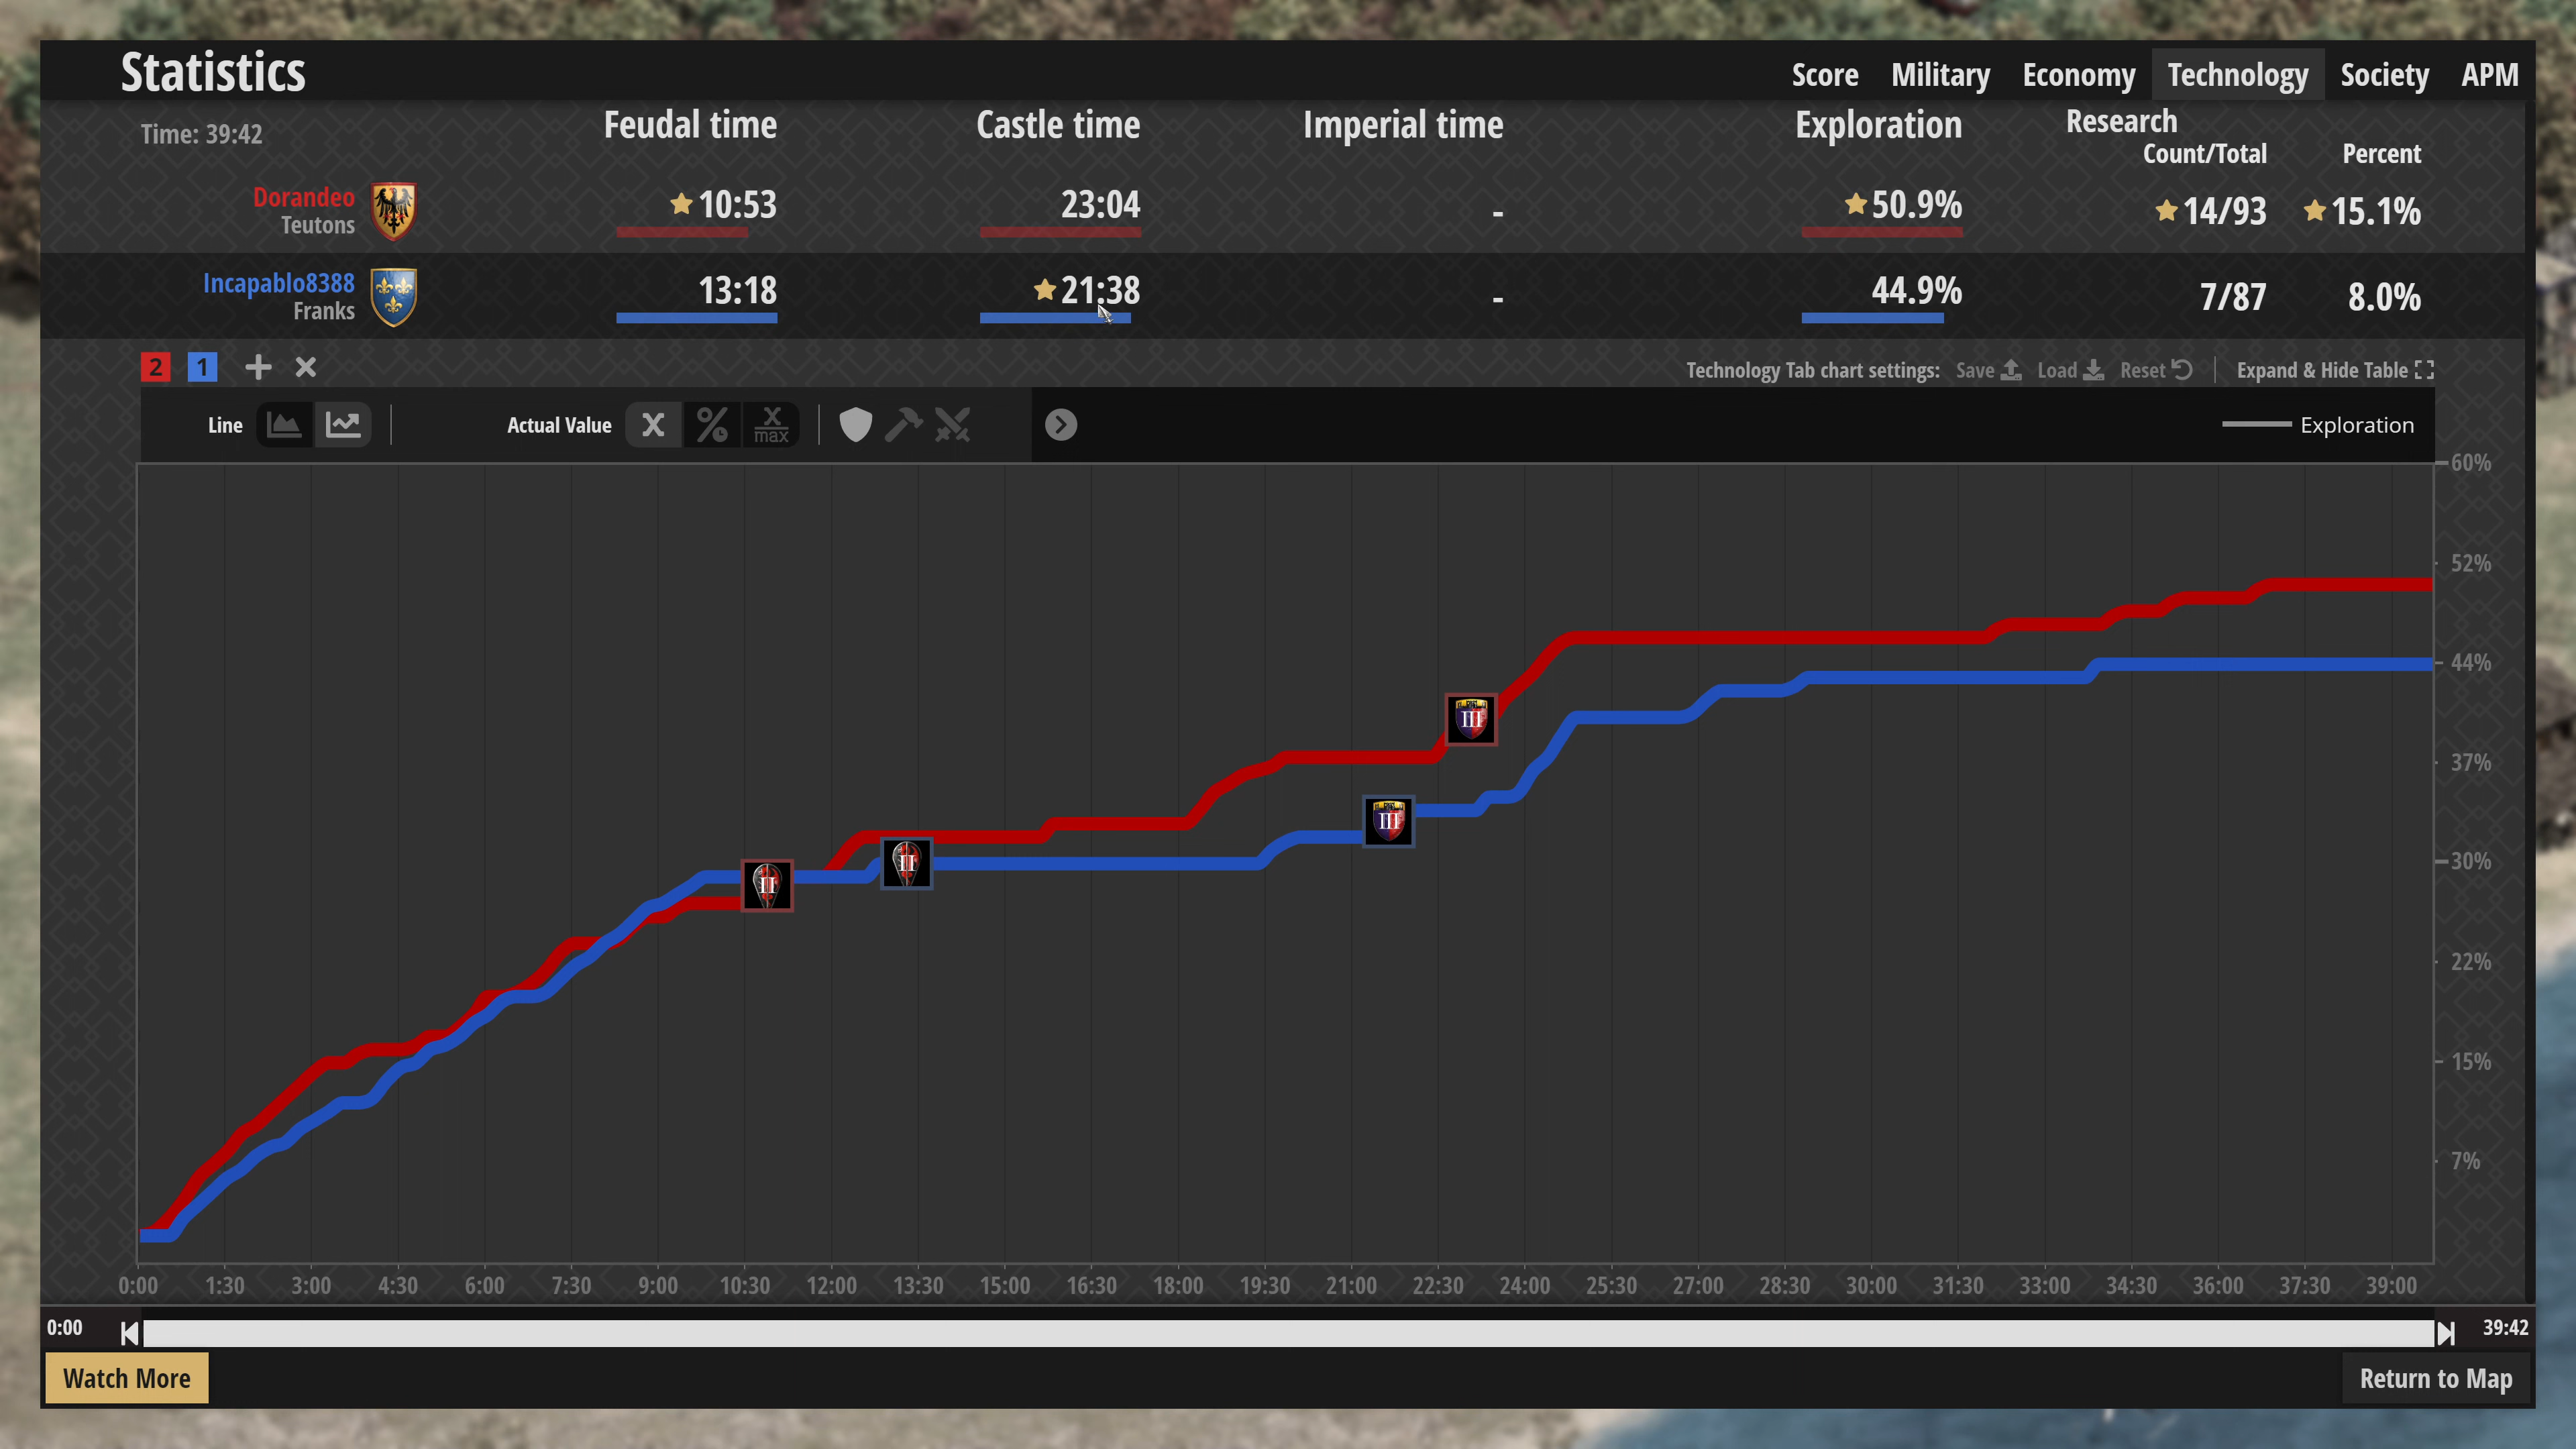 Statistics
Score Military Economy Technology Society APM
Time: 39:42
Feudal time Castle time Imperial time Exploration Research
Count/Total Percent
Dorandeo
Teutons
10:53 23:04 - 50.9% 14/93 15.1%
Incapablo8388
Franks
13:18 21:38 - 44.9% 7/87 8.0%
2 1
Technology Tab chart settings: Save Load Reset | Expand & Hide Table
Line Actual Value X % X/max
Exploration
60%
52%
44%
37%
30%
22%
15%
7%
III
III
II
II
0:00 1:30 3:00 4:30 6:00 7:30 9:00 10:30 12:00 13:30 15:00 16:30 18:00 19:30 21:00 22:30 24:00 25:30 27:00 28:30 30:00 31:30 33:00 34:30 36:00 37:30 39:00
0:00 39:42
Watch More Return to Map